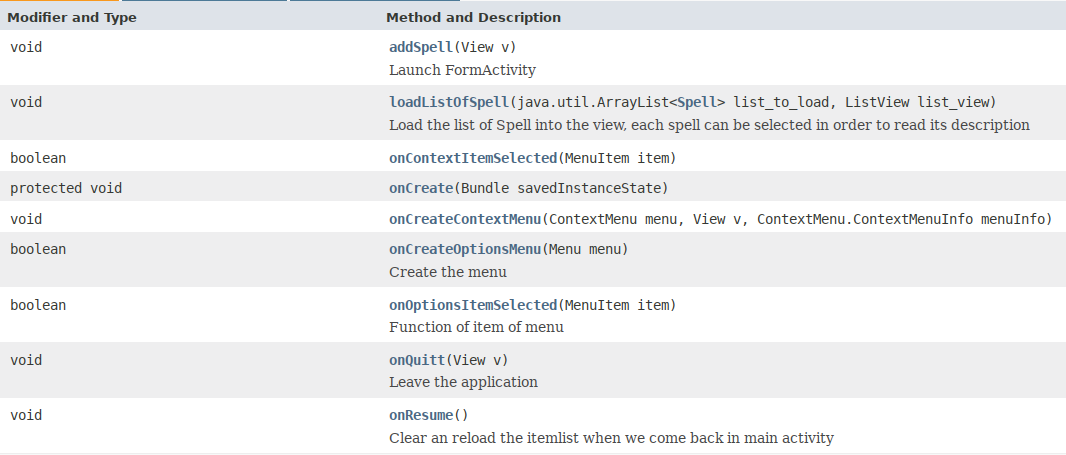 Modifier and Type Method and Description
void addSpell(View v)
Launch FormActivity
void loadListOfSpell(java.util.ArrayList<Spell> list_to_load, ListView list_view)
Load the list of Spell into the view, each spell can be selected in order to read its description
boolean onContextItemSelected(MenuItem item)
protected void onCreate(Bundle savedInstanceState)
void onCreateContextMenu(ContextMenu menu, View v, ContextMenu.ContextMenuInfo menuInfo)
boolean onCreateOptionsMenu(Menu menu)
Create the menu
boolean onOptionsItemSelected(MenuItem item)
Function of item of menu
void onQuitt(View v)
Leave the application
void onResume()
Clear an reload the itemlist when we come back in main activity